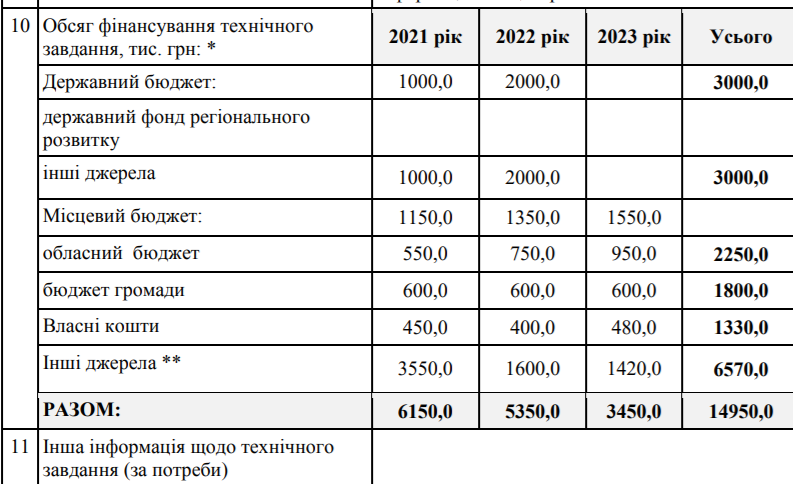 10 Обсяг фінансування технічного завдання, тис. грн: * 2021 рік 2022 рік 2023 рік Усього
Державний бюджет: 1000,0 2000,0 3000,0
державний фонд регіонального
розвитку
інші джерела 1000,0 2000,0 3000,0
Місцевий бюджет: 1150,0 1350,0 1550,0
обласний бюджет 550,0 750,0 950,0 2250,0
бюджет громади 600,0 600,0 600,0 1800,0
Власні кошти 450,0 400,0 480,0 1330,0
Інші джерела ** 3550,0 1600,0 1420,0 6570,0
РАЗОМ: 6150,0 5350,0 3450,0 14950,0
11 Інша інформація щодо технічного
завдання (за потреби)